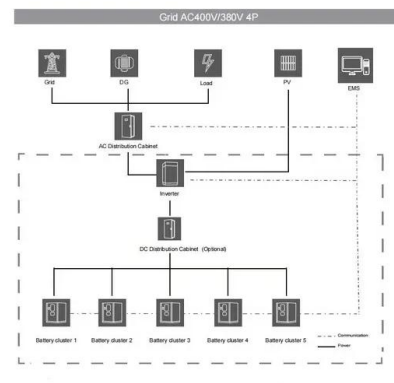 Grid AC400V/380V 4P
Grid DG Load PV EMS
AC Distribution Cabinet
Inverter
DC Distribution Cabinet (Optional)
Battery cluster 1 Battery cluster 2 Battery cluster 3 Battery cluster 4 Battery cluster 5
Communication
Power